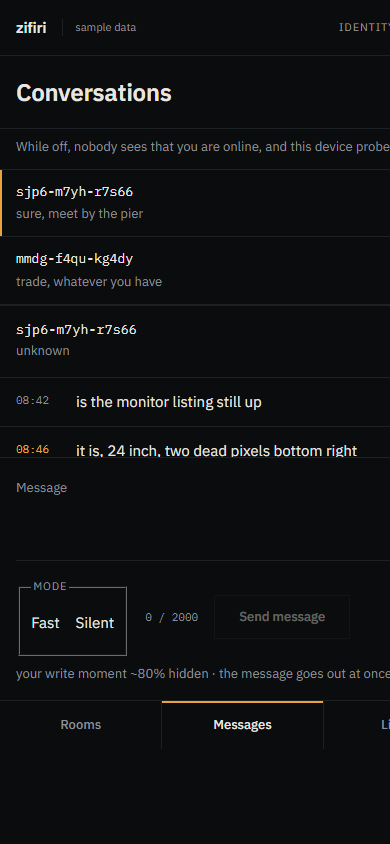 zifiri sample data IDENTITY
Conversations
While off, nobody sees that you are online, and this device probe
sjp6-m7yh-r7s66
sure, meet by the pier
mmdg-f4qu-kg4dy
trade, whatever you have
sjp6-m7yh-r7s66
unknown
08:42 is the monitor listing still up
08:46 it is, 24 inch, two dead pixels bottom right
Message
MODE
Fast Silent 0 / 2000 Send message
your write moment ~80% hidden · the message goes out at once
Rooms Messages Li